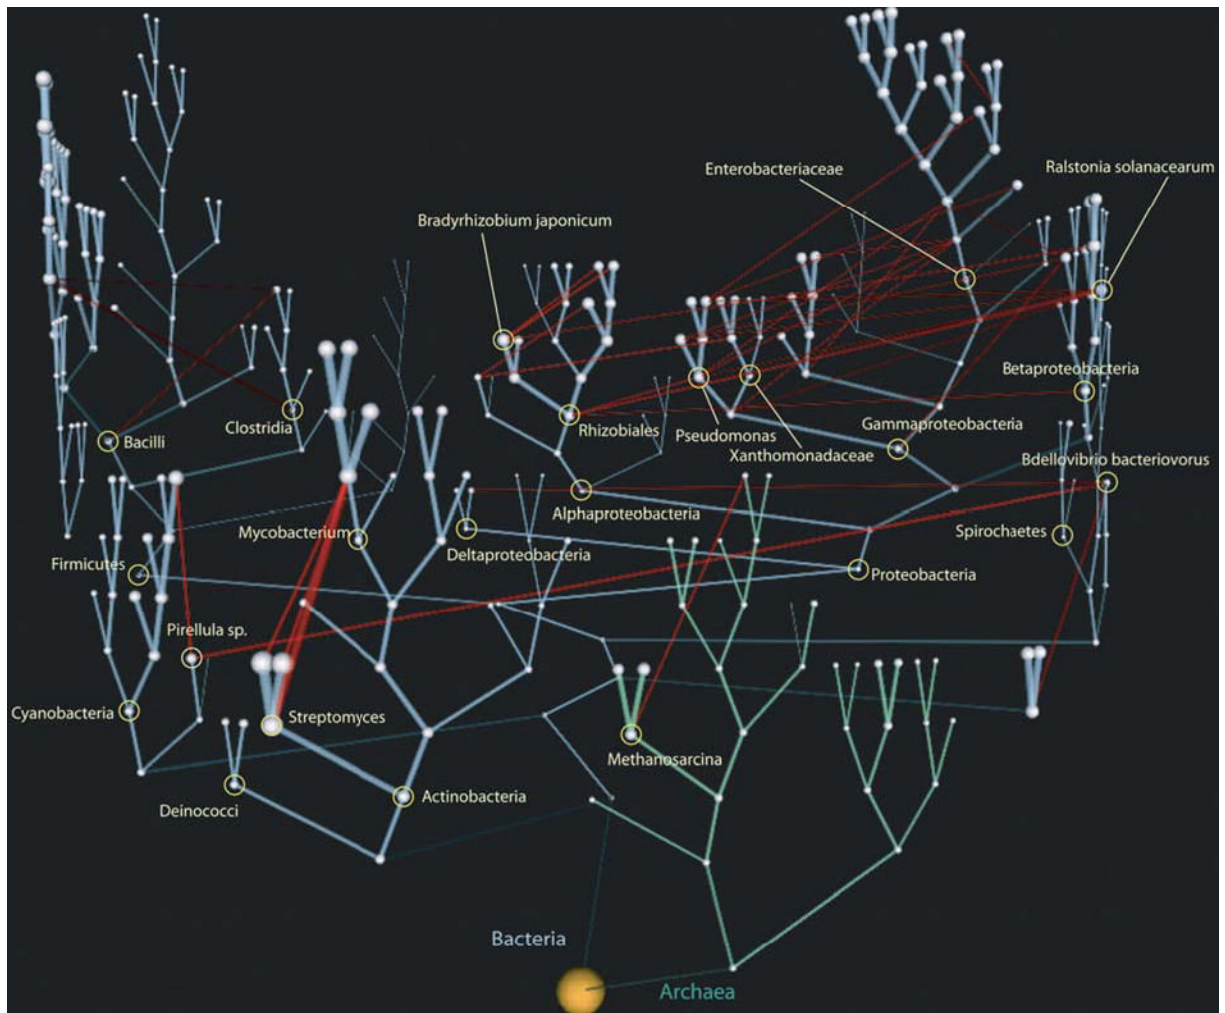 Enterobacteriaceae
Ralstonia solanacearum
Bradyrhizobium japonicum
Betaproteobacteria
Clostridia
Rhizobiales
Pseudomonas
Gammaproteobacteria
Bacilli
Xanthomonadaceae
Bdellovibrio bacteriovorus
Alphaproteobacteria
Mycobacterium
Spirochaetes
Deltaproteobacteria
Firmicutes
Proteobacteria
Pirellula sp.
Cyanobacteria
Streptomyces
Methanosarcina
Deinococci
Actinobacteria
Bacteria
Archaea